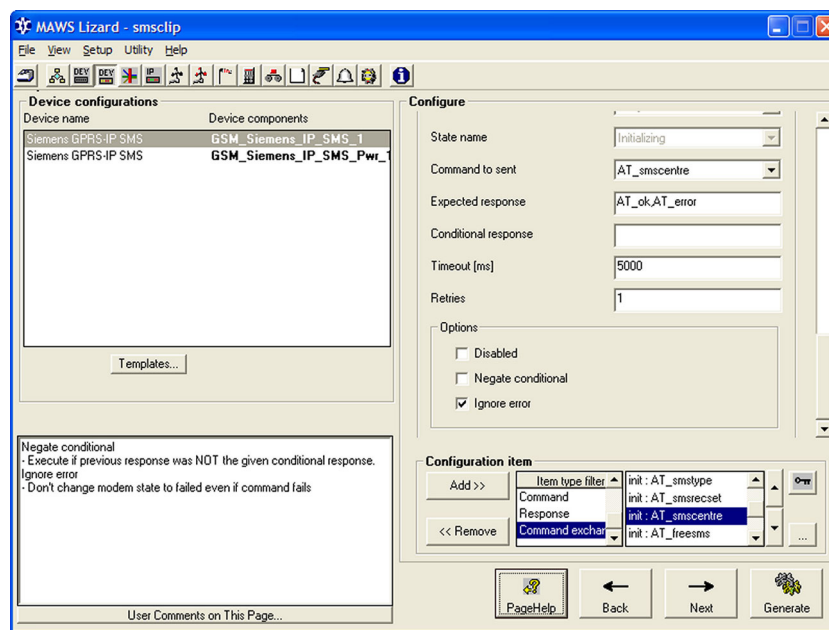 MAWS Lizard - smsclip
File View Setup Utility Help
DEV DEV IP
Device configurations
Device name Device components
Siemens GPRS-IP SMS GSM_Siemens_IP_SMS_1
Siemens GPRS-IP SMS GSM_Siemens_IP_SMS_Pwr_1
Templates...
Negate conditional
- Execute if previous response was NOT the given conditional response.
Ignore error
- Don't change modem state to failed even if command fails
User Comments on This Page...
Configure
State name Initializing
Command to sent AT_smscentre
Expected response AT_ok,AT_error
Conditional response
Timeout [ms] 5000
Retries 1
Options
Disabled
Negate conditional
Ignore error
Configuration item
Add >>
<< Remove
Item type filter
Command
Response
Command exchar
init : AT_smstype
init : AT_smsrecset
init : AT_smscentre
init : AT_freesms
...
PageHelp Back Next Generate